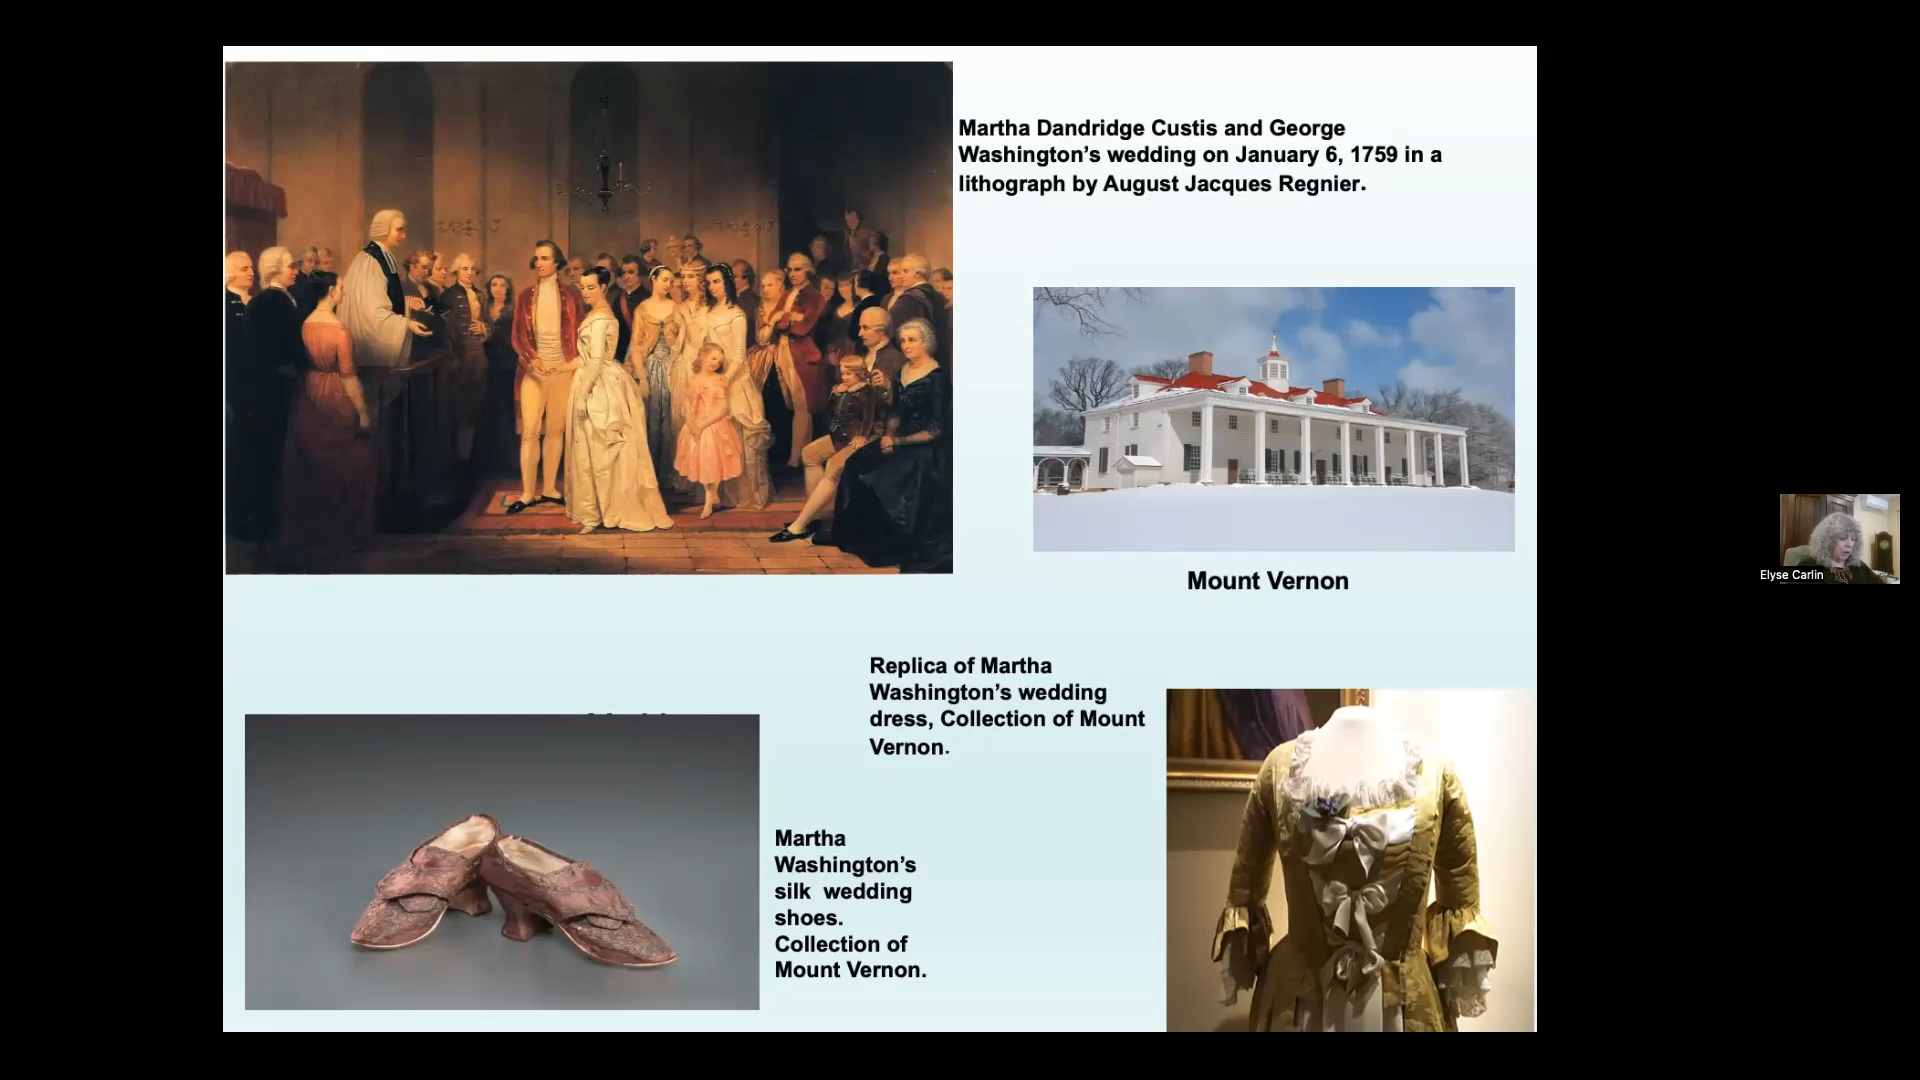 Martha Dandridge Custis and George
Washington’s wedding on January 6, 1759 in a
lithograph by August Jacques Regnier.
Mount Vernon
Elyse Carlin
Replica of Martha
Washington’s wedding
dress, Collection of Mount
Vernon.
Martha
Washington’s
silk wedding
shoes.
Collection of
Mount Vernon.